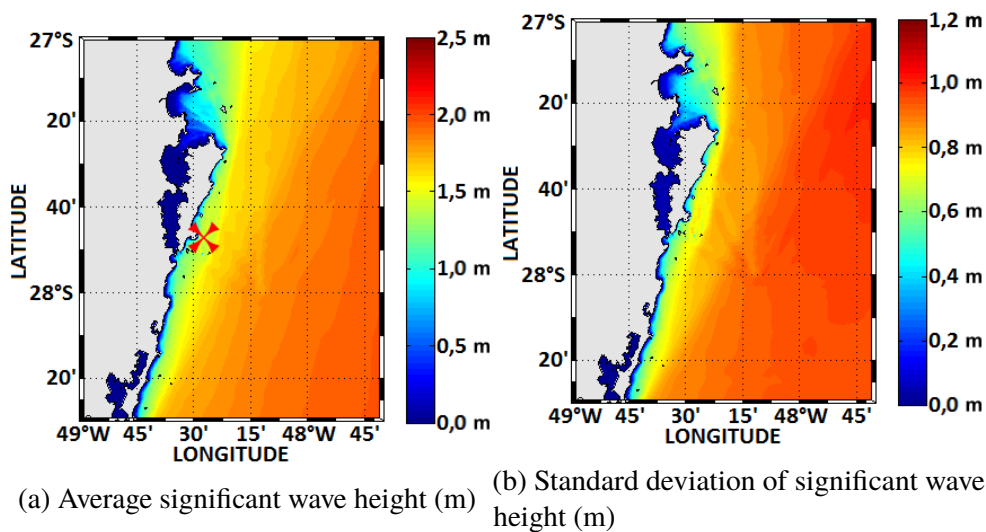 27°S
20'
40'
28°S
20'
49°W 45' 30' 15' 48°W 45'
LATITUDE
LONGITUDE
2,5 m
2,0 m
1,5 m
1,0 m
0,5 m
0,0 m
(a) Average significant wave height (m)
27°S
20'
40'
28°S
20'
49°W 45' 30' 15' 48°W 45'
LATITUDE
LONGITUDE
1,2 m
1,0 m
0,8 m
0,6 m
0,4 m
0,2 m
0,0 m
(b) Standard deviation of significant wave
height (m)